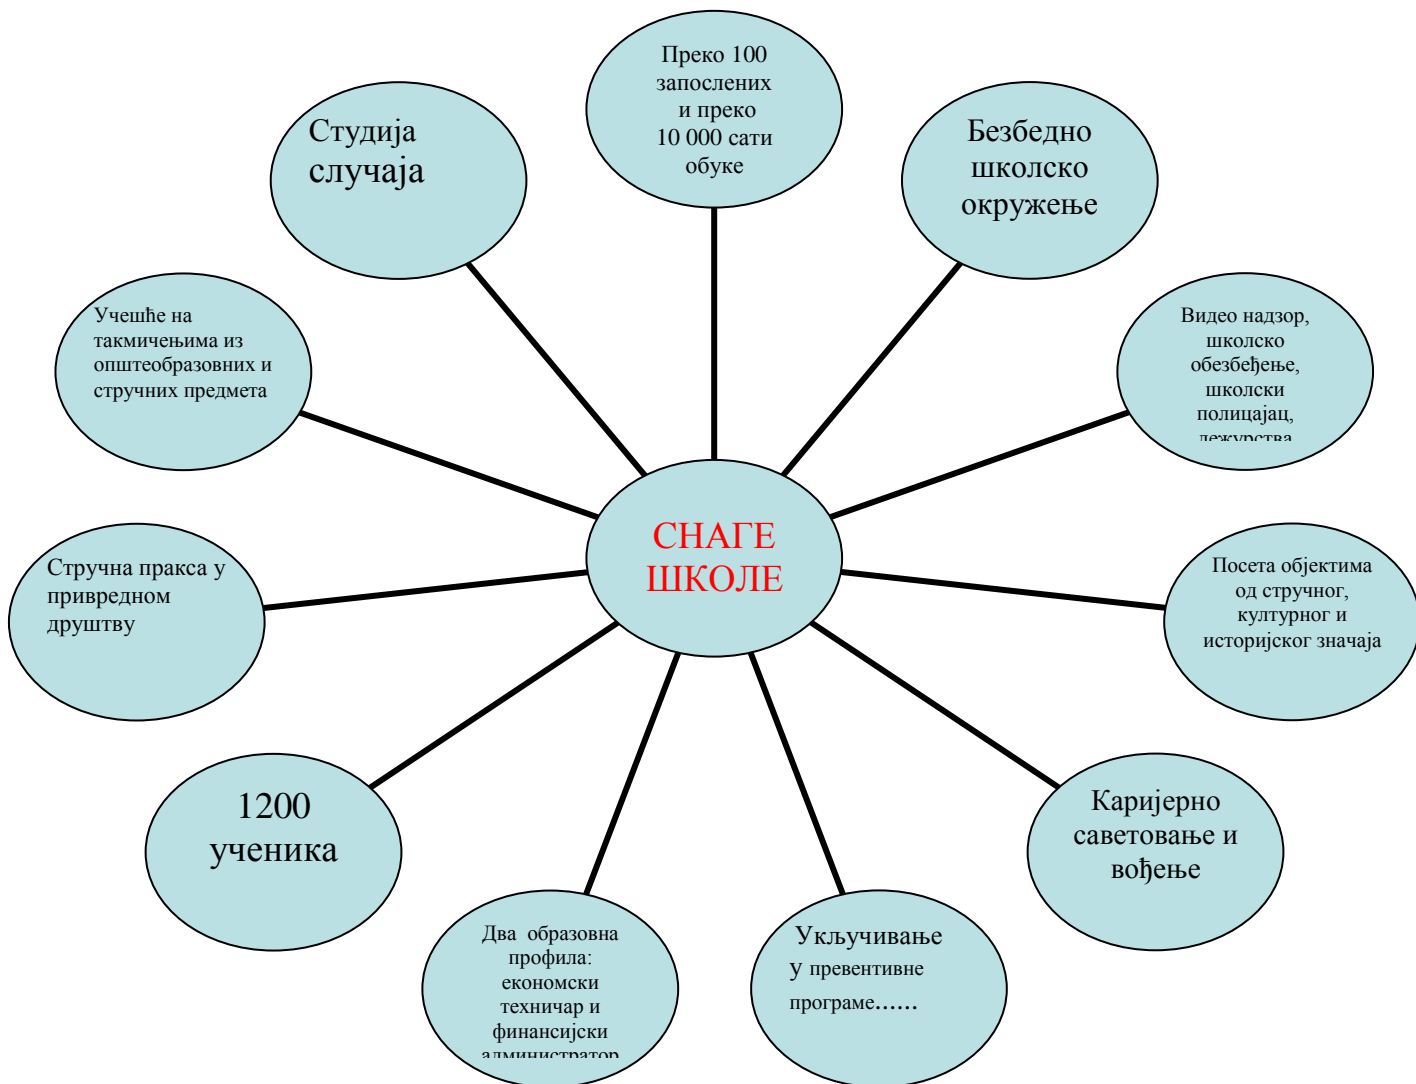 Преко 100
запослених
и преко
10 000 сати
обуке
Безбедно
школско
окружење
Видео надзор,
школско
обезбеђење,
школски
полицајац,
дежурства
Посета објектима
од стручног,
културног и
историјског значаја
Каријерно
саветовање и
вођење
Укључивање
у превентивне
програме......
Два образовна
профила:
економски
техничар и
финансијски
администратор
1200
ученика
Стручна пракса у
привредном
друштву
Учешће на
такмичењима из
општеобразовних и
стручних предмета
Студија
случаја
СНАГЕ
ШКОЛЕ